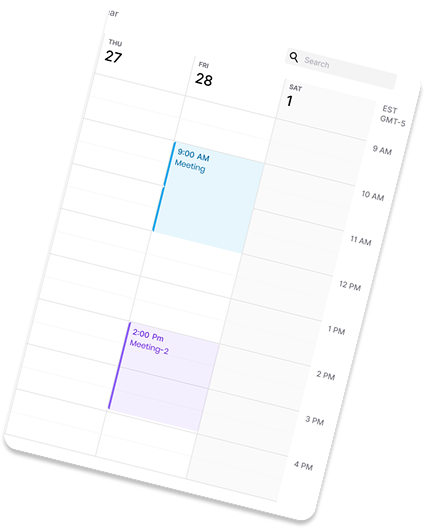 ar
THU
27
FRI
28
Search
SAT
1
EST
GMT-5
9 AM
10 AM
11 AM
12 PM
1 PM
2 PM
3 PM
4 PM
9:00 AM
Meeting
2:00 Pm
Meeting-2